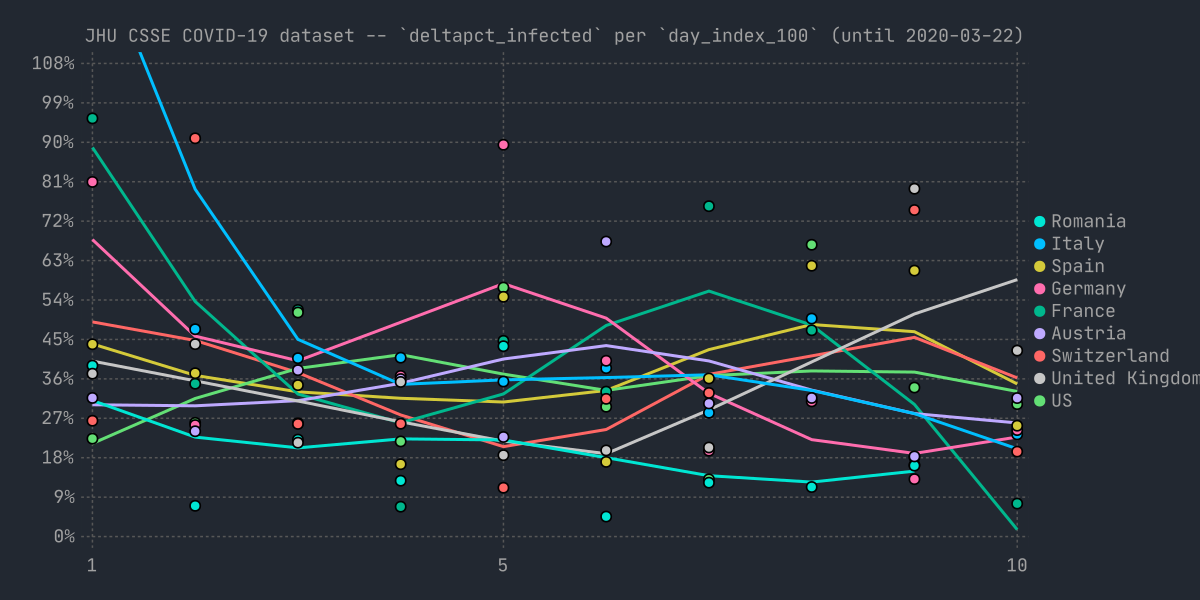 JHU CSSE COVID-19 dataset -- `deltapct_infected` per `day_index_100` (until 2020-03-22)
108%
99%
90%
81%
72%
63%
54%
45%
36%
27%
18%
9%
0%
1
5
10
Romania
Italy
Spain
Germany
France
Austria
Switzerland
United Kingdom
US